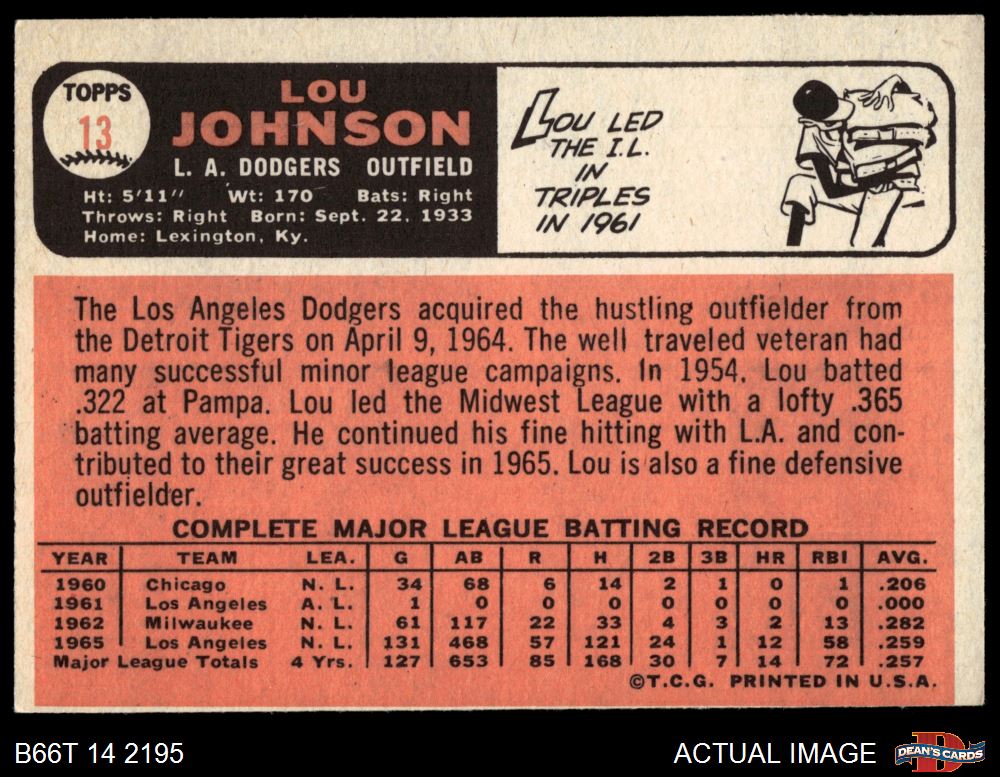 TOPPS
13
LOU
JOHNSON
L. A. DODGERS OUTFIELD
Ht: 5'11" Wt: 170 Bats: Right
Throws: Right Born: Sept. 22, 1933
Home: Lexington, Ky.
LOU LED
THE I.L.
IN
TRIPLES
IN 1961
The Los Angeles Dodgers acquired the hustling outfielder from
the Detroit Tigers on April 9, 1964. The well traveled veteran had
many successful minor league campaigns. In 1954, Lou batted
.322 at Pampa. Lou led the Midwest League with a lofty .365
batting average. He continued his fine hitting with L.A. and con-
tributed to their great success in 1965. Lou is also a fine defensive
outfielder.
COMPLETE MAJOR LEAGUE BATTING RECORD
YEAR TEAM LEA. G AB R H 2B 3B HR RBI AVG.
1960 Chicago N. L. 34 68 6 14 2 1 0 1 .206
1961 Los Angeles A. L. 1 0 0 0 0 0 0 0 .000
1962 Milwaukee N. L. 61 117 22 33 4 3 2 13 .282
1965 Los Angeles N. L. 131 468 57 121 24 1 12 58 .259
Major League Totals 4 Yrs. 127 653 85 168 30 7 14 72 .257
©T.C.G. PRINTED IN U.S.A.
B66T 14 2195
ACTUAL IMAGE
D
DEAN'S CARDS